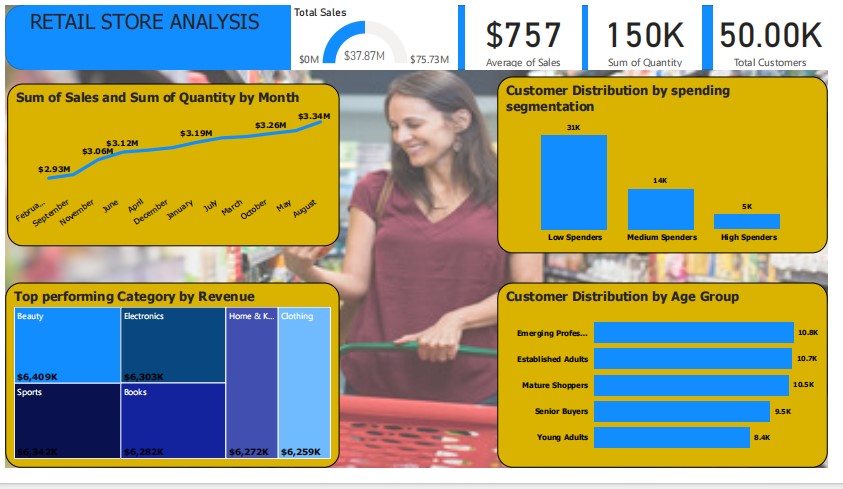 RETAIL STORE ANALYSIS
Total Sales
$0M
$37.87M
$75.73M
$757
Average of Sales
150K
Sum of Quantity
50.00K
Total Customers
Sum of Sales and Sum of Quantity by Month
$2.93M
$3.06M
$3.12M
$3.19M
$3.26M
$3.34M
Februa...
September
November
June
April
December
January
July
March
October
May
August
Customer Distribution by spending
segmentation
31K
14K
5K
Low Spenders
Medium Spenders
High Spenders
Top performing Category by Revenue
Beauty
$6,409K
Electronics
$6,303K
Home & K...
$6,272K
Clothing
$6,259K
Sports
$6,342K
Books
$6,282K
Customer Distribution by Age Group
Emerging Profes...
10.8K
Established Adults
10.7K
Mature Shoppers
10.5K
Senior Buyers
9.5K
Young Adults
8.4K